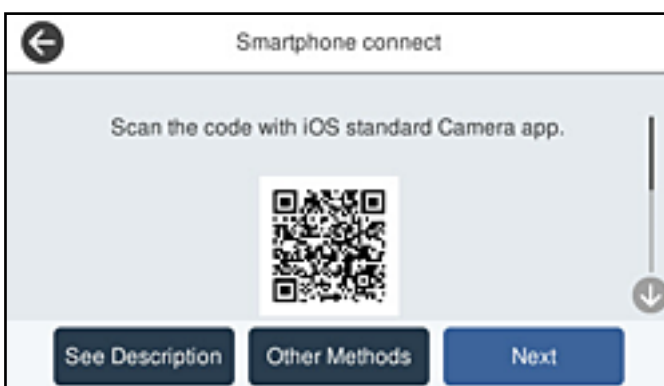 Smartphone connect
Scan the code with iOS standard Camera app.
See Description
Other Methods
Next